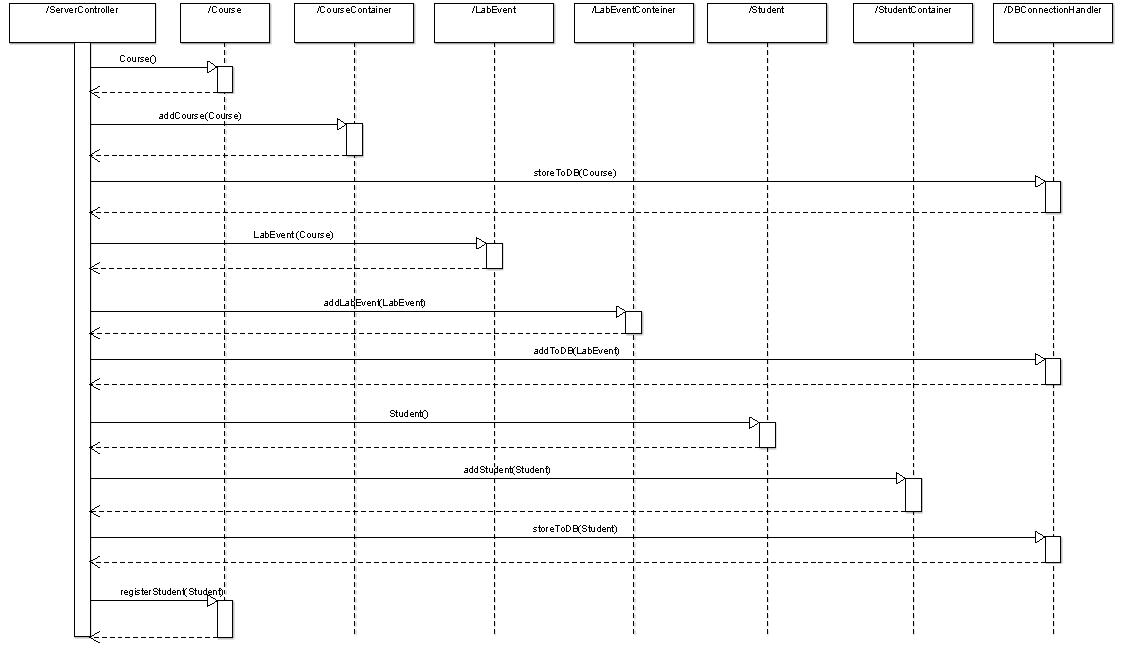 /ServerController
/Course
/CourseContainer
/LabEvent
/LabEventConteiner
/Student
/StudentContainer
/DBConnectionHandler
Course()
addCourse(Course)
storeToDB(Course)
LabEvent(Course)
addLabEvent(LabEvent)
addToDB(LabEvent)
Student()
addStudent(Student)
storeToDB(Student)
registerStudent(Student)